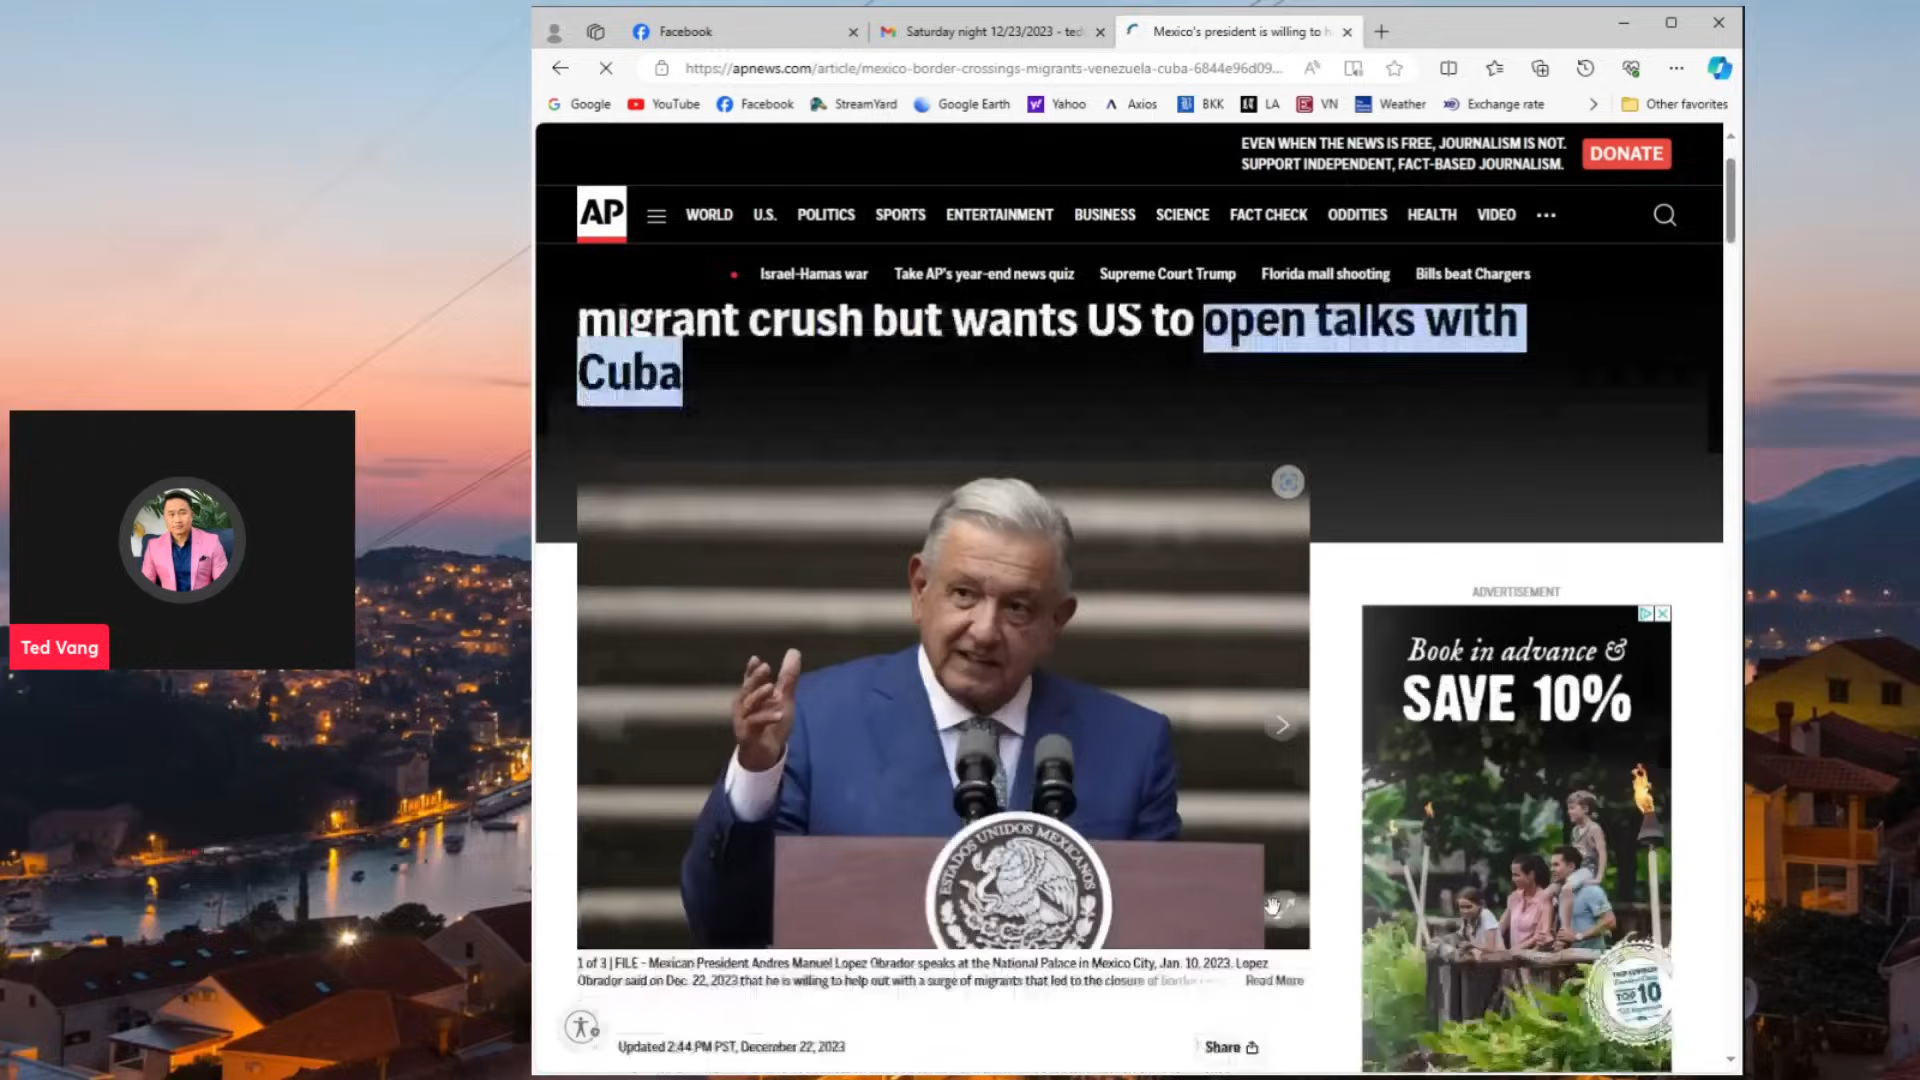 Facebook
Saturday night 12/23/2023 - ted
Mexico's president is willing to h
https://apnews.com/article/mexico-border-crossings-migrants-venezuela-cuba-6844e96d09...
Google YouTube Facebook StreamYard Google Earth Yahoo Axios BKK LA VN Weather Exchange rate Other favorites
EVEN WHEN THE NEWS IS FREE, JOURNALISM IS NOT.
SUPPORT INDEPENDENT, FACT-BASED JOURNALISM.
DONATE
AP WORLD U.S. POLITICS SPORTS ENTERTAINMENT BUSINESS SCIENCE FACT CHECK ODDITIES HEALTH VIDEO
Israel-Hamas war Take AP's year-end news quiz Supreme Court Trump Florida mall shooting Bills beat Chargers
migrant crush but wants US to open talks with
Cuba
ESTADOS UNIDOS MEXICANOS
1 of 3 | FILE - Mexican President Andres Manuel Lopez Obrador speaks at the National Palace in Mexico City, Jan. 10, 2023. Lopez
Obrador said on Dec. 22, 2023 that he is willing to help out with a surge of migrants that led to the closure of border
Read More
Updated 2:44 PM PST, December 22, 2023
Share
ADVERTISEMENT
Book in advance &
SAVE 10%
TOP 10
Ted Vang